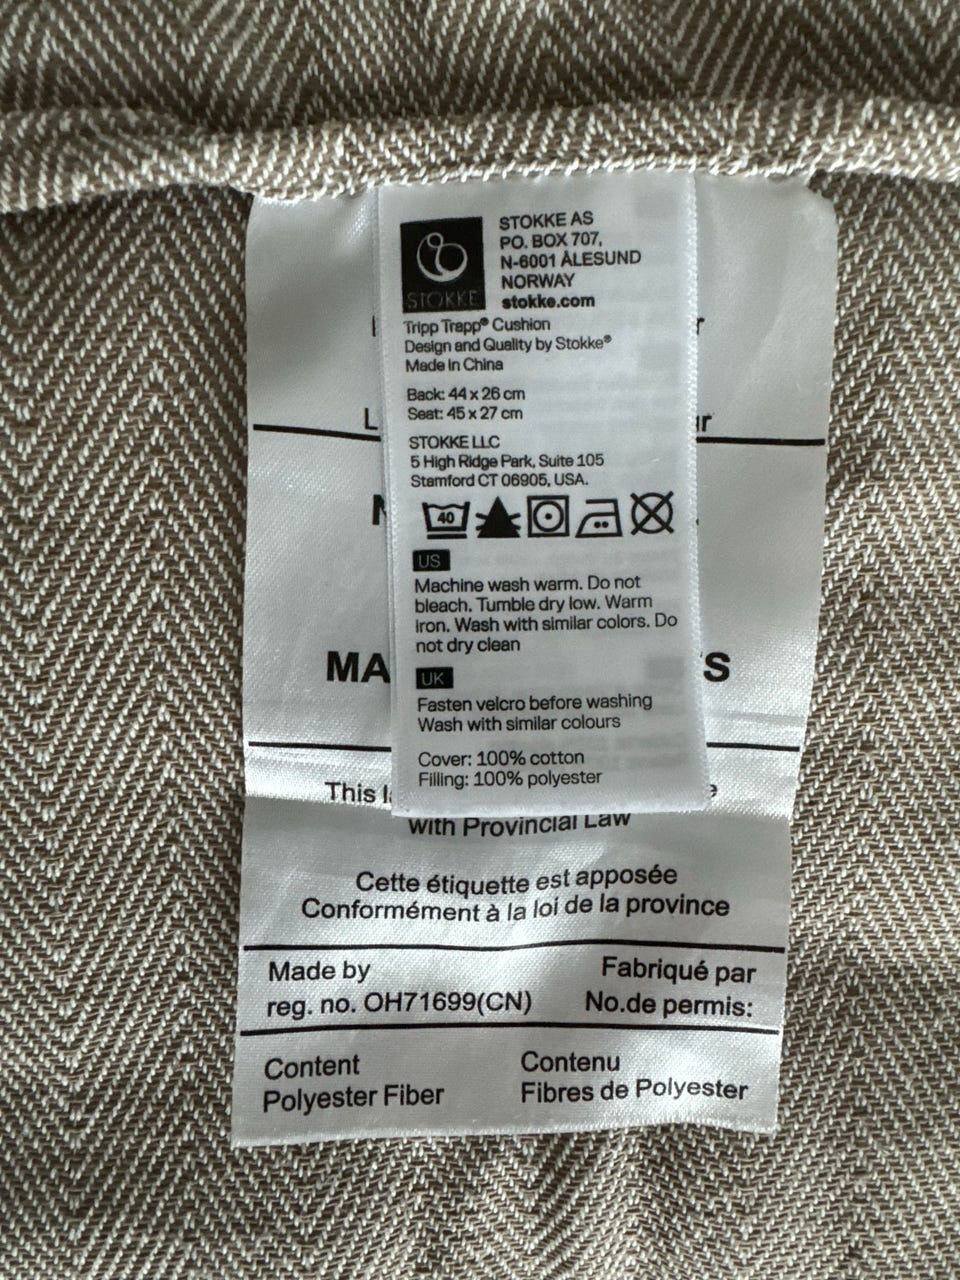 STOKKE
STOKKE AS
PO. BOX 707,
N-6001 ÅLESUND
NORWAY
stokke.com
Tripp Trapp® Cushion
Design and Quality by Stokke®
Made in China
Back: 44 x 26 cm
Seat: 45 x 27 cm
STOKKE LLC
5 High Ridge Park, Suite 105
Stamford CT 06905, USA.
40
US
Machine wash warm. Do not
bleach. Tumble dry low. Warm
iron. Wash with similar colors. Do
not dry clean
UK
Fasten velcro before washing
Wash with similar colours
Cover: 100% cotton
Filling: 100% polyester
This
with Provincial Law
Cette étiquette est apposée
Conformément à la loi de la province
Made by Fabriqué par
reg. no. OH71699(CN) No.de permis:
Content Contenu
Polyester Fiber Fibres de Polyester